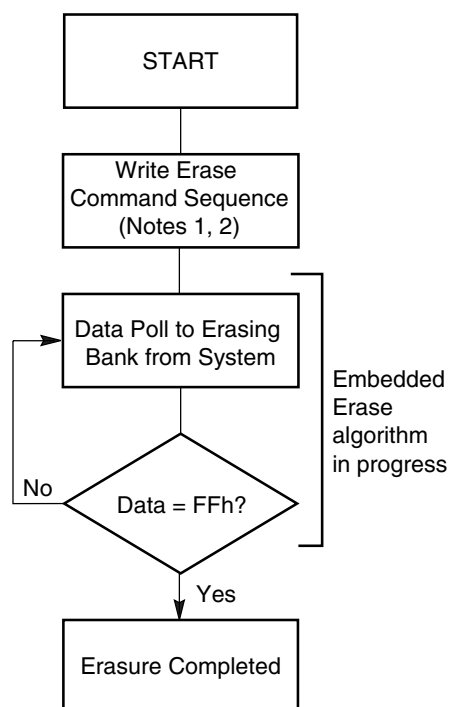 START
Write Erase
Command Sequence
(Notes 1, 2)
Data Poll to Erasing
Bank from System
Embedded
Erase
algorithm
in progress
No
Data = FFh?
Yes
Erasure Completed